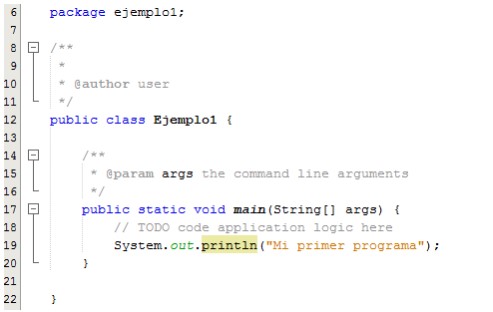 6 package ejemplo1;
7
8 /**
9 *
10 * @author user
11 */
12 public class Ejemplo1 {
13
14 /**
15 * @param args the command line arguments
16 */
17 public static void main(String[] args) {
18 // TODO code application logic here
19 System.out.println("Mi primer programa");
20 }
21
22 }